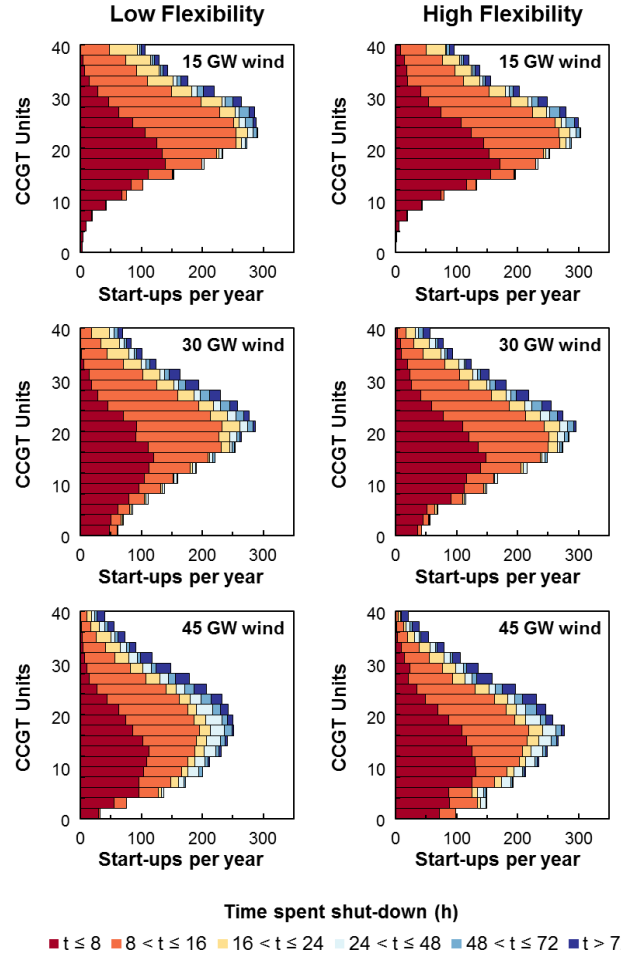 Low Flexibility
High Flexibility
40
30
20
10
0
CCGT Units
15 GW wind
0
100
200
300
Start-ups per year
40
30
20
10
0
CCGT Units
15 GW wind
0
100
200
300
Start-ups per year
40
30
20
10
0
CCGT Units
30 GW wind
0
100
200
300
Start-ups per year
40
30
20
10
0
CCGT Units
30 GW wind
0
100
200
300
Start-ups per year
40
30
20
10
0
CCGT Units
45 GW wind
0
100
200
300
Start-ups per year
40
30
20
10
0
CCGT Units
45 GW wind
0
100
200
300
Start-ups per year
Time spent shut-down (h)
t ≤ 8 8 < t ≤ 16 16 < t ≤ 24 24 < t ≤ 48 48 < t ≤ 72 t > 7